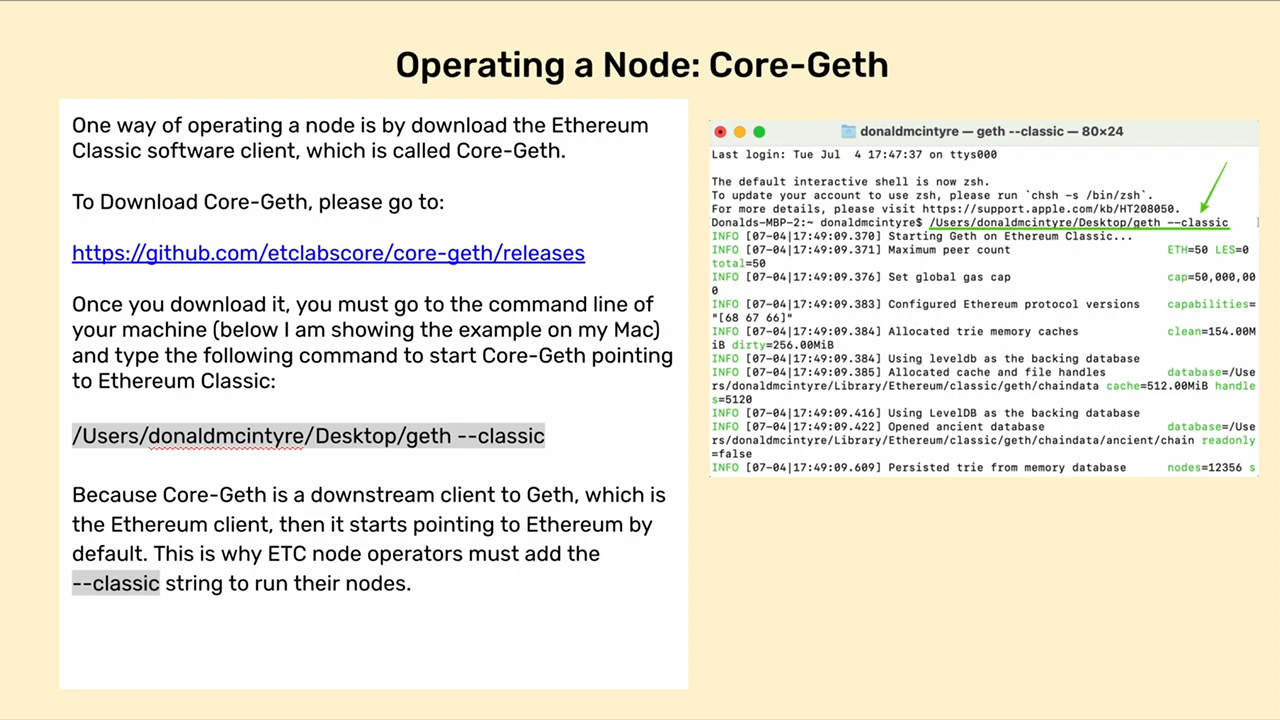 Operating a Node: Core-Geth
One way of operating a node is by download the Ethereum
Classic software client, which is called Core-Geth.
To Download Core-Geth, please go to:
https://github.com/etclabscore/core-geth/releases
Once you download it, you must go to the command line of
your machine (below I am showing the example on my Mac)
and type the following command to start Core-Geth pointing
to Ethereum Classic:
/Users/donaldmcintyre/Desktop/geth --classic
Because Core-Geth is a downstream client to Geth, which is
the Ethereum client, then it starts pointing to Ethereum by
default. This is why ETC node operators must add the
--classic string to run their nodes.
donaldmcintyre — geth --classic — 80×24
Last login: Tue Jul  4 17:47:37 on ttys000
The default interactive shell is now zsh.
To update your account to use zsh, please run `chsh -s /bin/zsh`.
For more details, please visit https://support.apple.com/kb/HT208050.
Donalds-MBP-2:~ donaldmcintyre$ /Users/donaldmcintyre/Desktop/geth --classic
INFO [07-04|17:49:09.370] Starting Geth on Ethereum Classic...
INFO [07-04|17:49:09.371] Maximum peer count ETH=50 LES=0
total=50
INFO [07-04|17:49:09.376] Set global gas cap cap=50,000,00
0
INFO [07-04|17:49:09.383] Configured Ethereum protocol versions capabilities=
"[68 67 66]"
INFO [07-04|17:49:09.384] Allocated trie memory caches clean=154.00M
iB dirty=256.00MiB
INFO [07-04|17:49:09.384] Using leveldb as the backing database
INFO [07-04|17:49:09.385] Allocated cache and file handles database=/Use
rs/donaldmcintyre/Library/Ethereum/classic/geth/chaindata cache=512.00MiB handle
s=5120
INFO [07-04|17:49:09.416] Using LevelDB as the backing database
INFO [07-04|17:49:09.422] Opened ancient database database=/Use
rs/donaldmcintyre/Library/Ethereum/classic/geth/chaindata/ancient/chain readonly
=false
INFO [07-04|17:49:09.609] Persisted trie from memory database nodes=12356 s